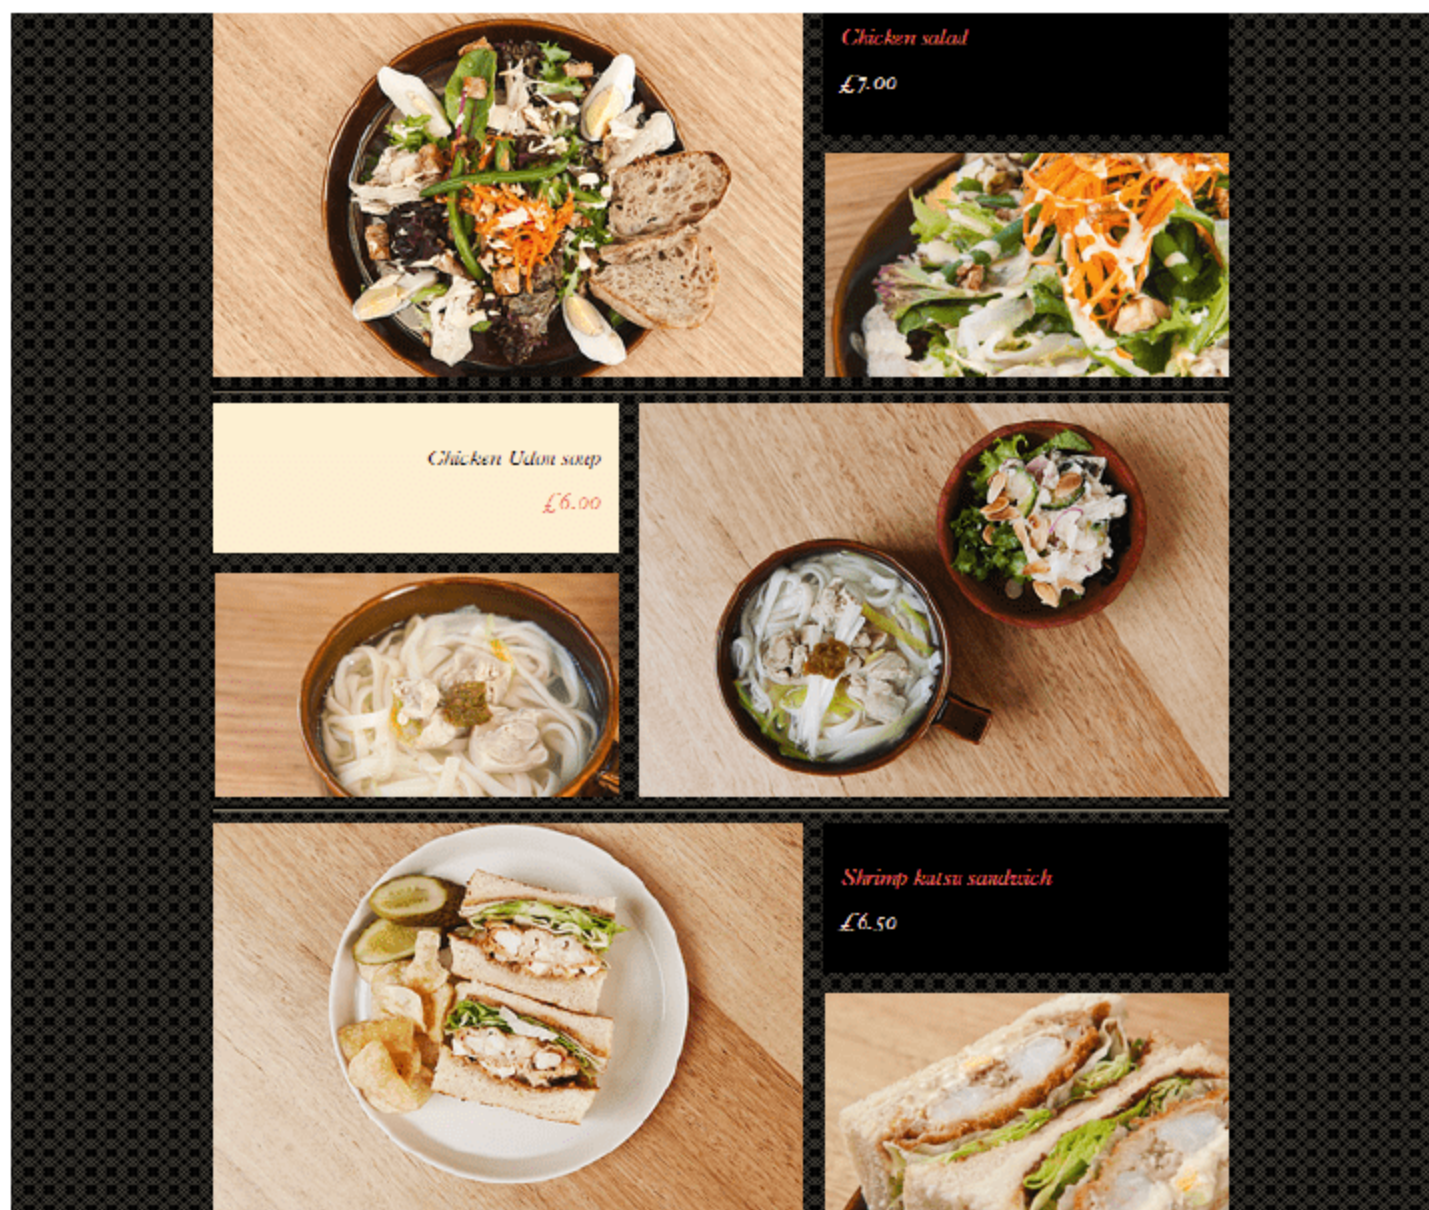 Chicken salad
£7.00
Chicken Udon soup
£6.00
Shrimp katsu sandwich
£6.50